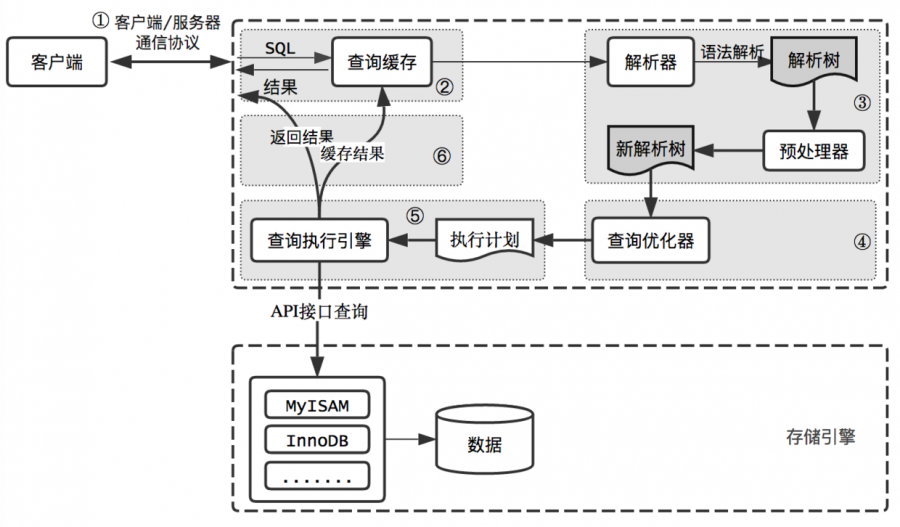 ① 客户端/服务器
通信协议
客户端
SQL
结果
查询缓存
②
解析器
语法解析
解析树
③
预处理器
新解析树
返回结果
缓存结果
⑥
查询执行引擎
⑤
执行计划
查询优化器
④
API接口查询
MyISAM
InnoDB
.......
数据
存储引擎